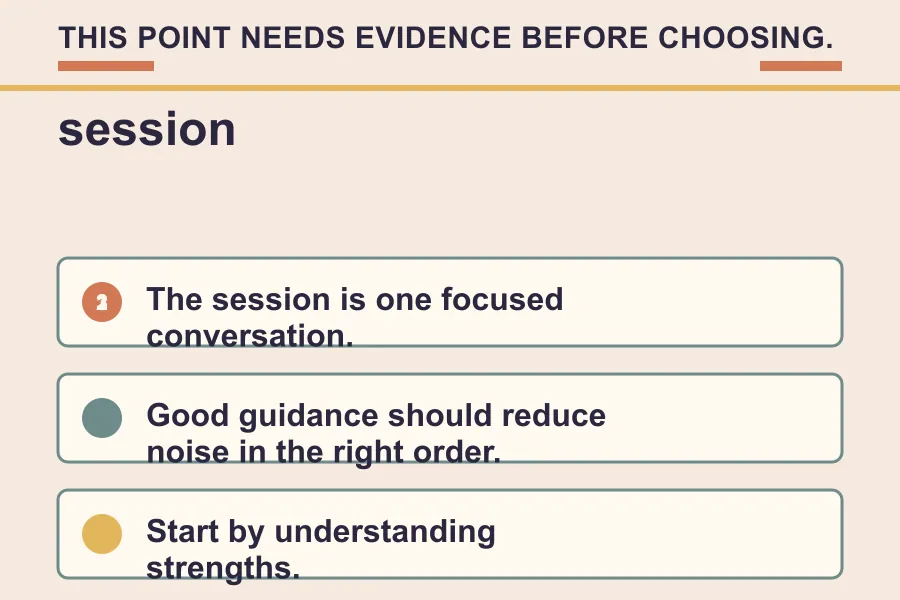 THIS POINT NEEDS EVIDENCE BEFORE CHOOSING.
session
The session is one focused
conversation.
Good guidance should reduce
noise in the right order.
Start by understanding
strengths.